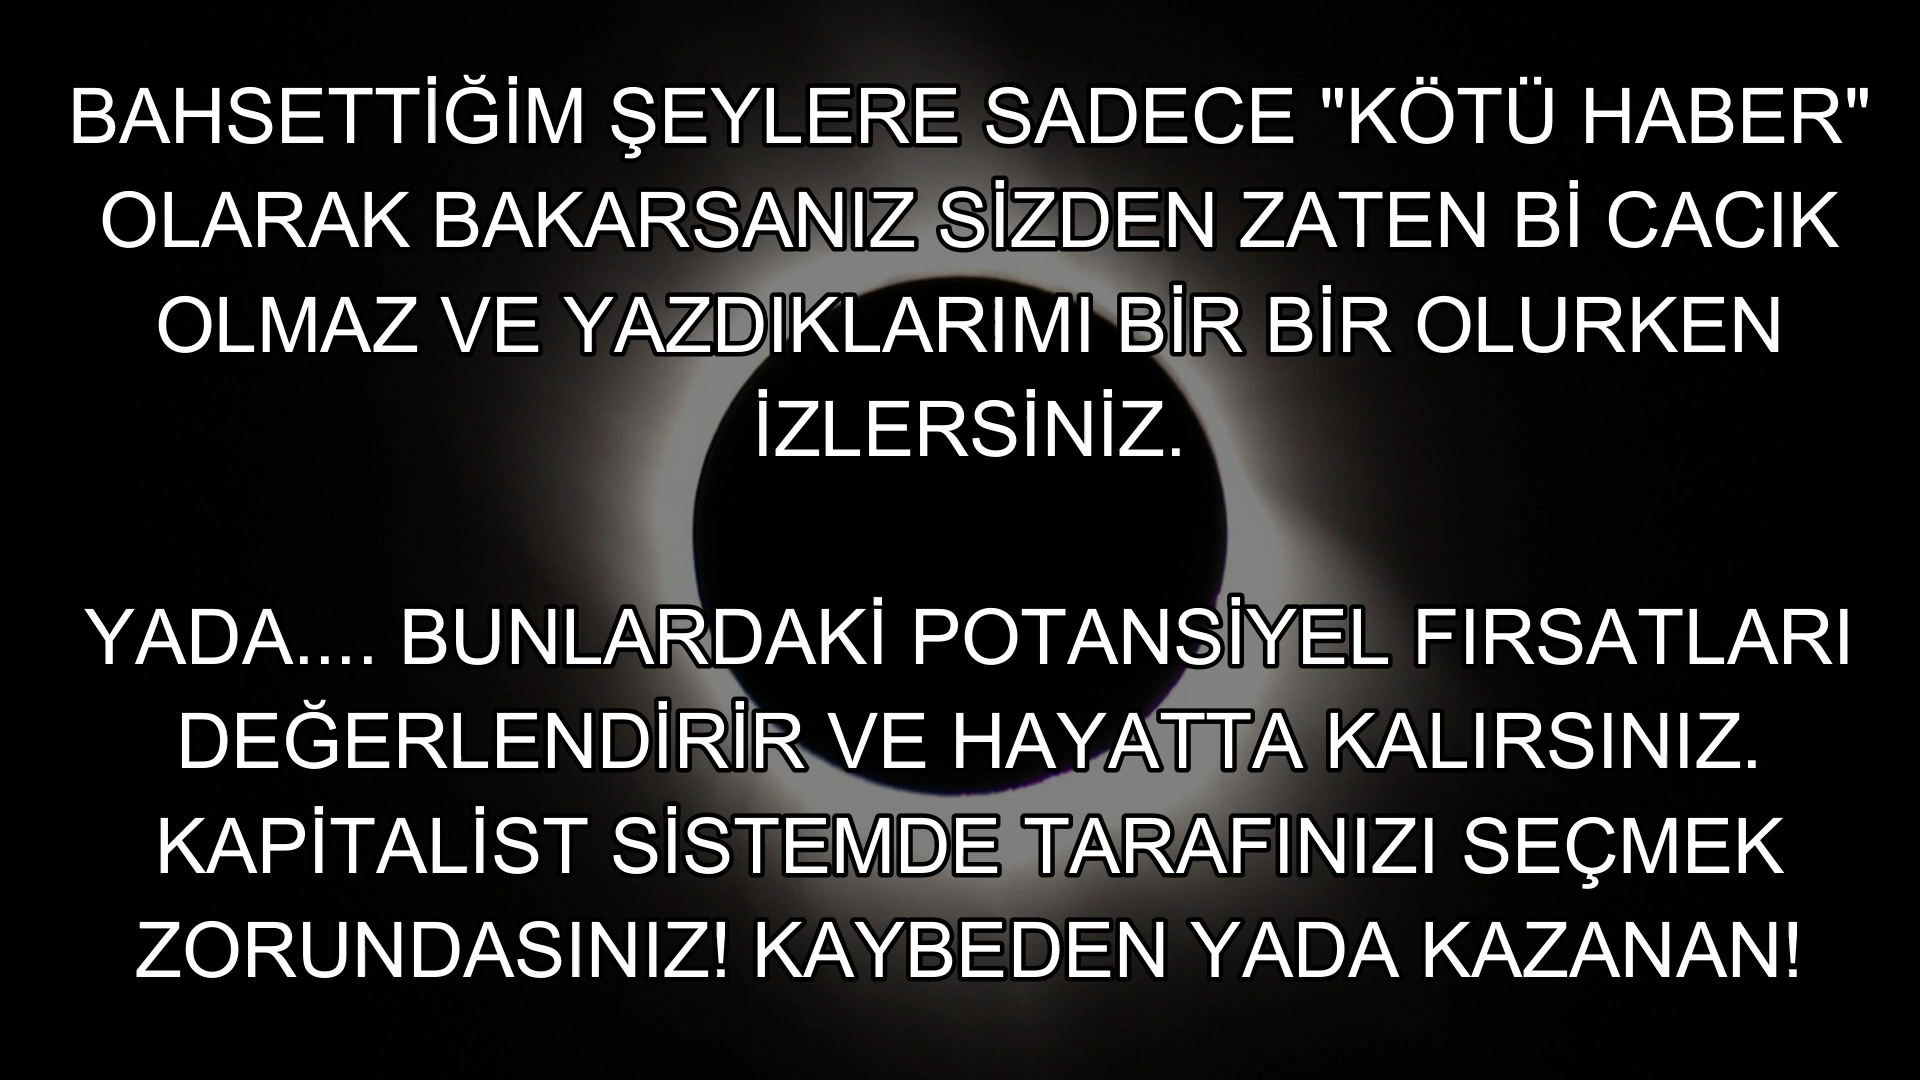 BAHSETTİĞİM ŞEYLERE SADECE "KÖTÜ HABER"
OLARAK BAKARSANIZ SİZDEN ZATEN Bİ CACIK
OLMAZ VE YAZDIKLARIMI BİR BİR OLURKEN
İZLERSİNİZ.
YADA.... BUNLARDAKİ POTANSİYEL FIRSATLARI
DEĞERLENDİRİR VE HAYATTA KALIRSINIZ.
KAPİTALİST SİSTEMDE TARAFINIZI SEÇMEK
ZORUNDASINIZ! KAYBEDEN YADA KAZANAN!